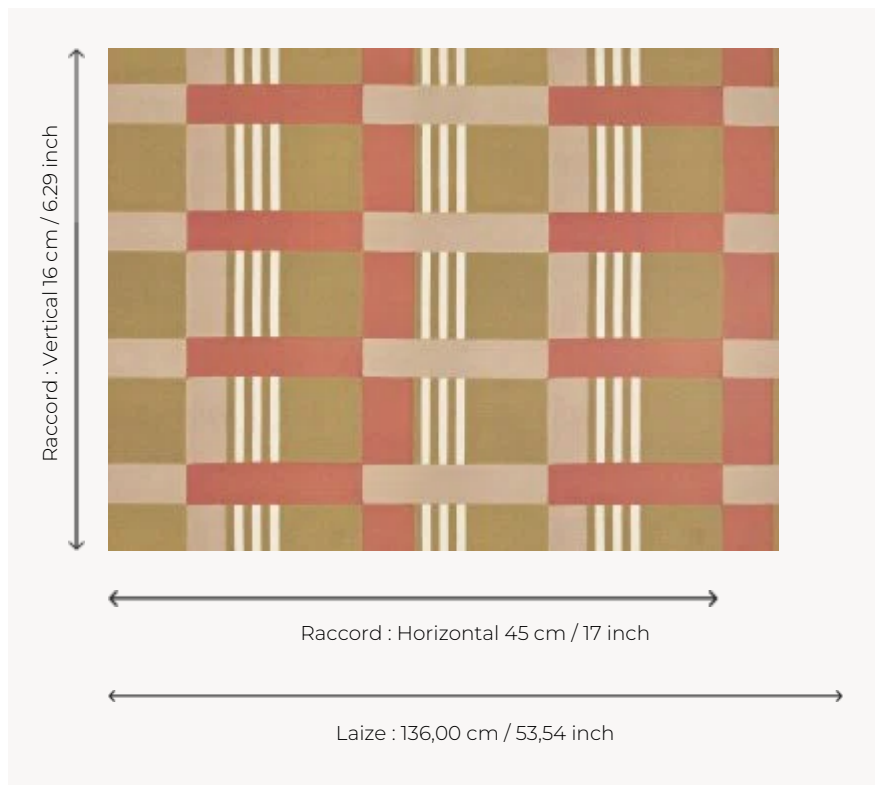 Raccord : Vertical 16 cm / 6.29 inch
Raccord : Horizontal 45 cm / 17 inch
Laize : 136,00 cm / 53,54 inch